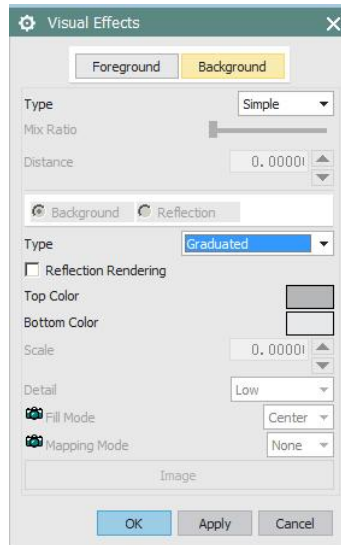 Visual Effects
Foreground Background
Type Simple
Mix Ratio
Distance 0.0000
Background Reflection
Type Graduated
Reflection Rendering
Top Color
Bottom Color
Scale 0.0000
Detail Low
Fill Mode Center
Mapping Mode None
Image
OK Apply Cancel